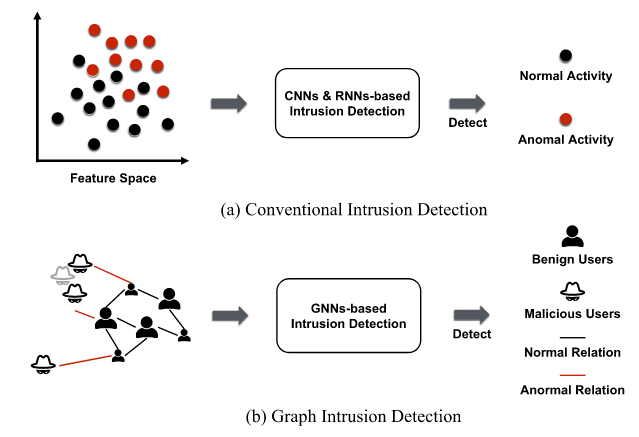 Feature Space
CNNs & RNNs-based
Intrusion Detection
Detect
Normal Activity
Anomal Activity
(a) Conventional Intrusion Detection
GNNs-based
Intrusion Detection
Detect
Benign Users
Malicious Users
Normal Relation
Anormal Relation
(b) Graph Intrusion Detection